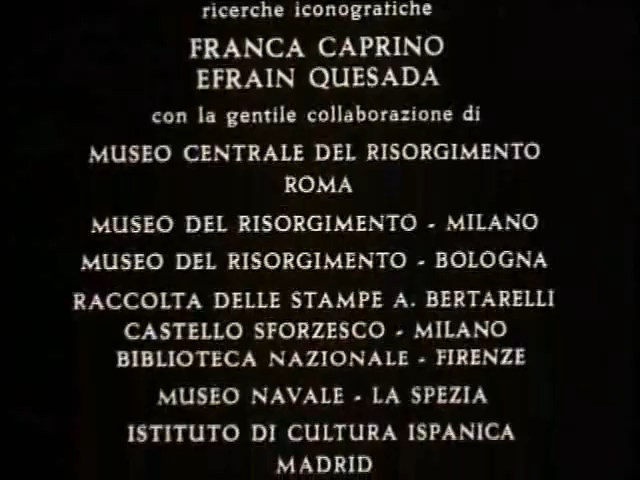 ricerche iconografiche
FRANCA CAPRINO
EFRAIN QUESADA
con la gentile collaborazione di
MUSEO CENTRALE DEL RISORGIMENTO
ROMA
MUSEO DEL RISORGIMENTO - MILANO
MUSEO DEL RISORGIMENTO - BOLOGNA
RACCOLTA DELLE STAMPE A. BERTARELLI
CASTELLO SFORZESCO - MILANO
BIBLIOTECA NAZIONALE - FIRENZE
MUSEO NAVALE - LA SPEZIA
ISTITUTO DI CULTURA ISPANICA
MADRID